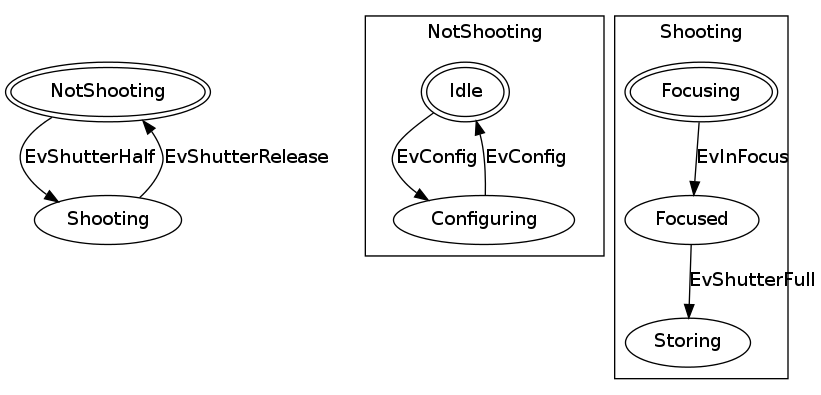 NotShooting
EvShutterHalf
EvShutterRelease
Shooting
NotShooting
Idle
EvConfig
EvConfig
Configuring
Shooting
Focusing
EvInFocus
Focused
EvShutterFull
Storing